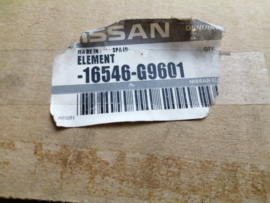 NISSAN
MADE IN SPAIN
ELEMENT
-16546-G9601